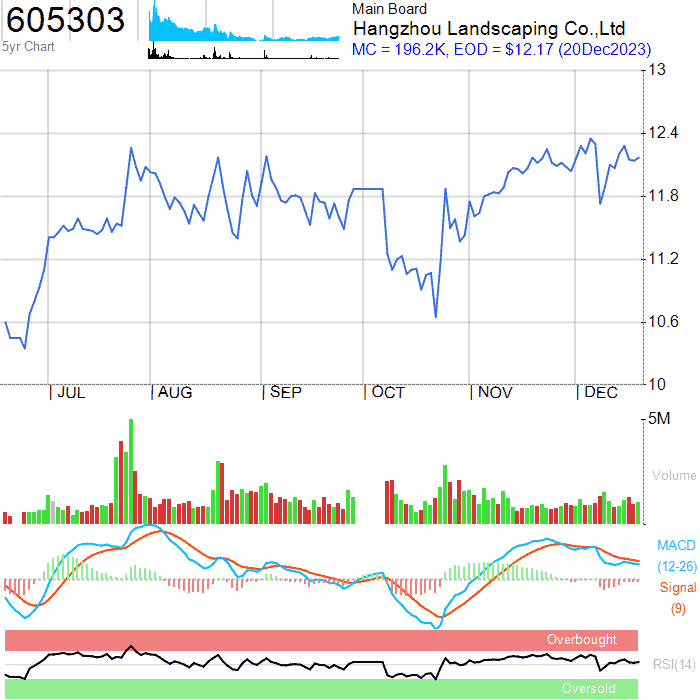 605303
5yr Chart
Main Board
Hangzhou Landscaping Co.,Ltd
MC = 196.2K, EOD = $12.17 (20Dec2023)
13
12.4
11.8
11.2
10.6
10
JUL AUG SEP OCT NOV DEC
5M
Volume
MACD
(12-26)
Signal
(9)
Overbought
RSI(14)
Oversold